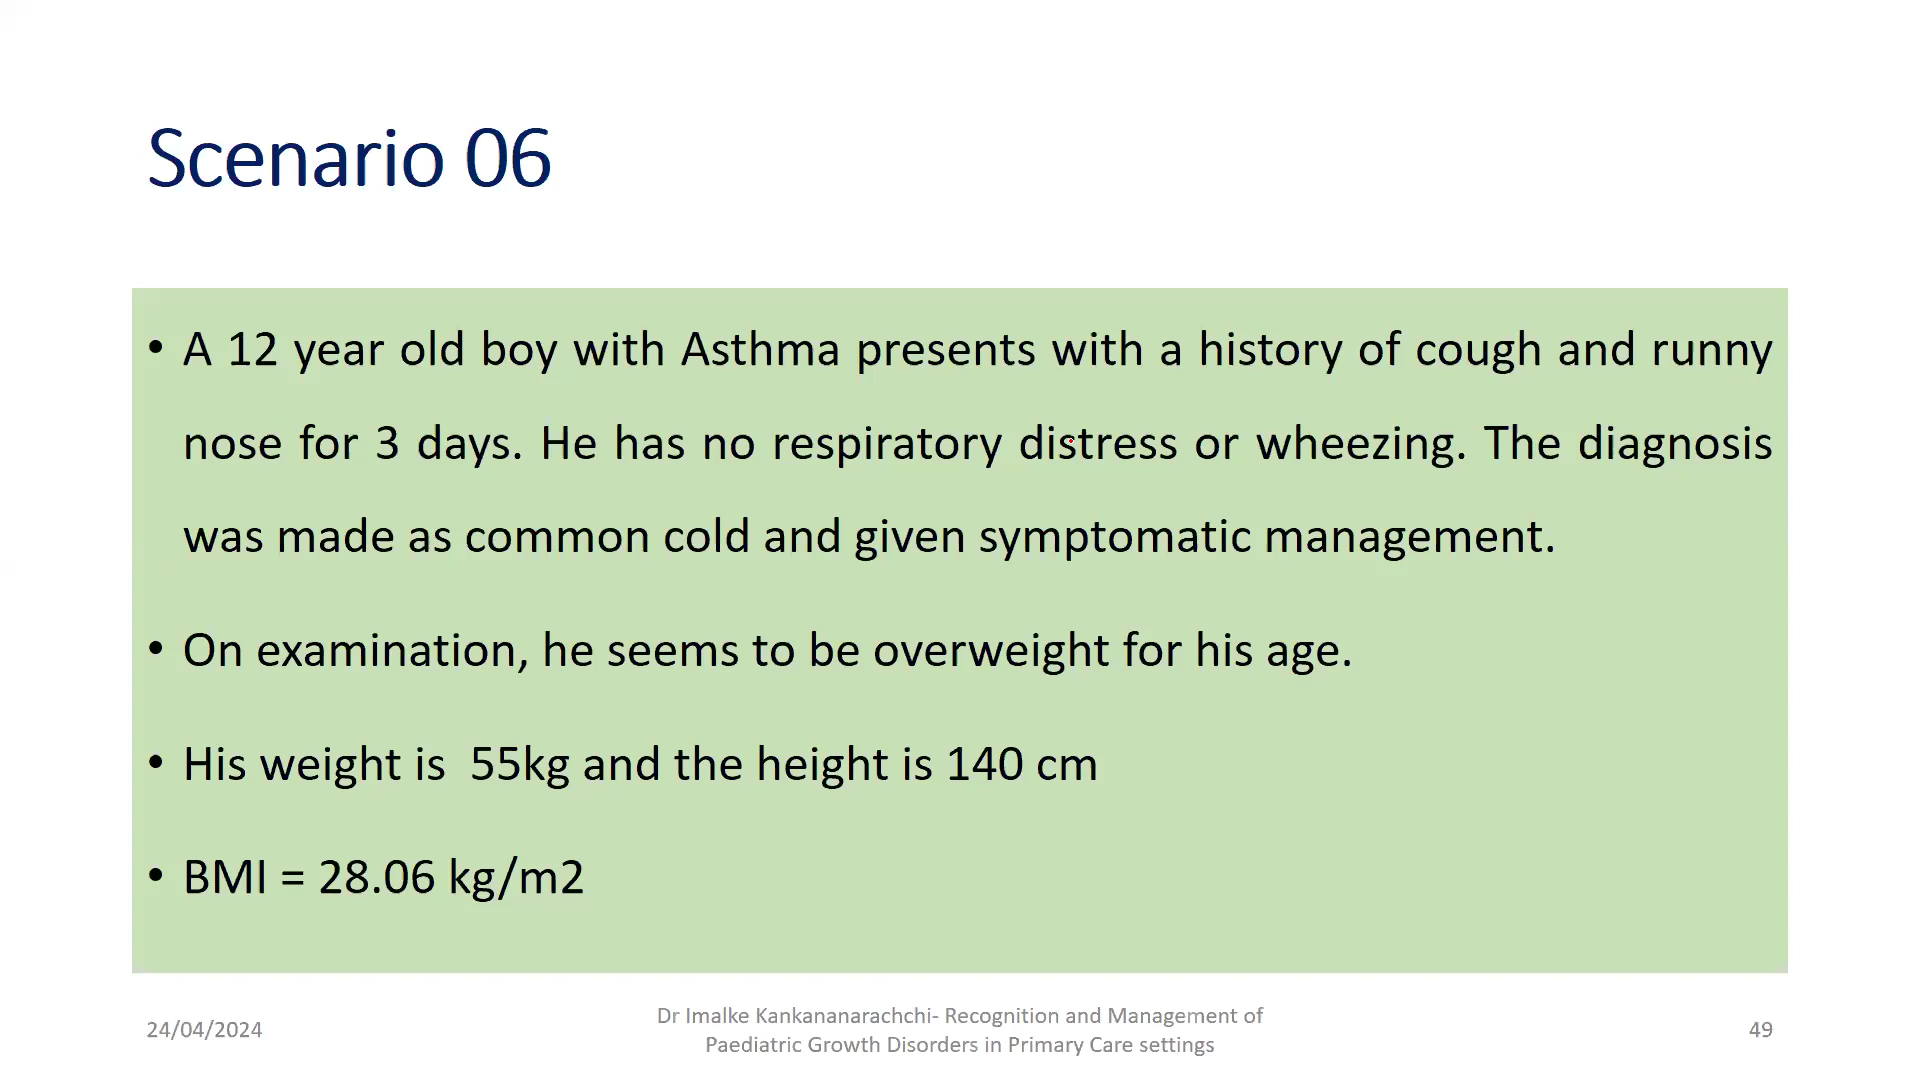 Scenario 06
• A 12 year old boy with Asthma presents with a history of cough and runny
nose for 3 days. He has no respiratory distress or wheezing. The diagnosis
was made as common cold and given symptomatic management.
• On examination, he seems to be overweight for his age.
• His weight is  55kg and the height is 140 cm
• BMI = 28.06 kg/m2
24/04/2024
Dr Imalke Kankananarachchi- Recognition and Management of
Paediatric Growth Disorders in Primary Care settings
49